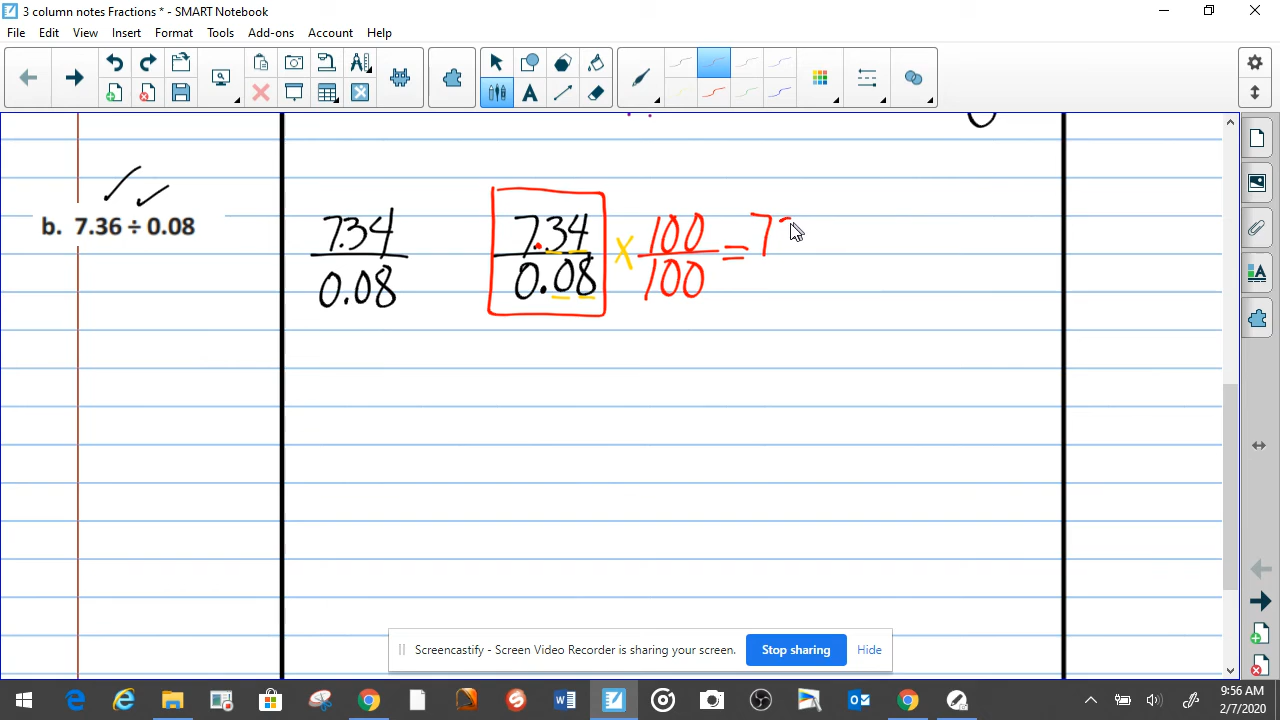 3 column notes Fractions * - SMART Notebook
File Edit View Insert Format Tools Add-ons Account Help
b. 7.36 ÷ 0.08
7.34
0.08
7.34
0.08
x 100
100
= 7
Screencastify - Screen Video Recorder is sharing your screen. Stop sharing Hide
9:56 AM
2/7/2020